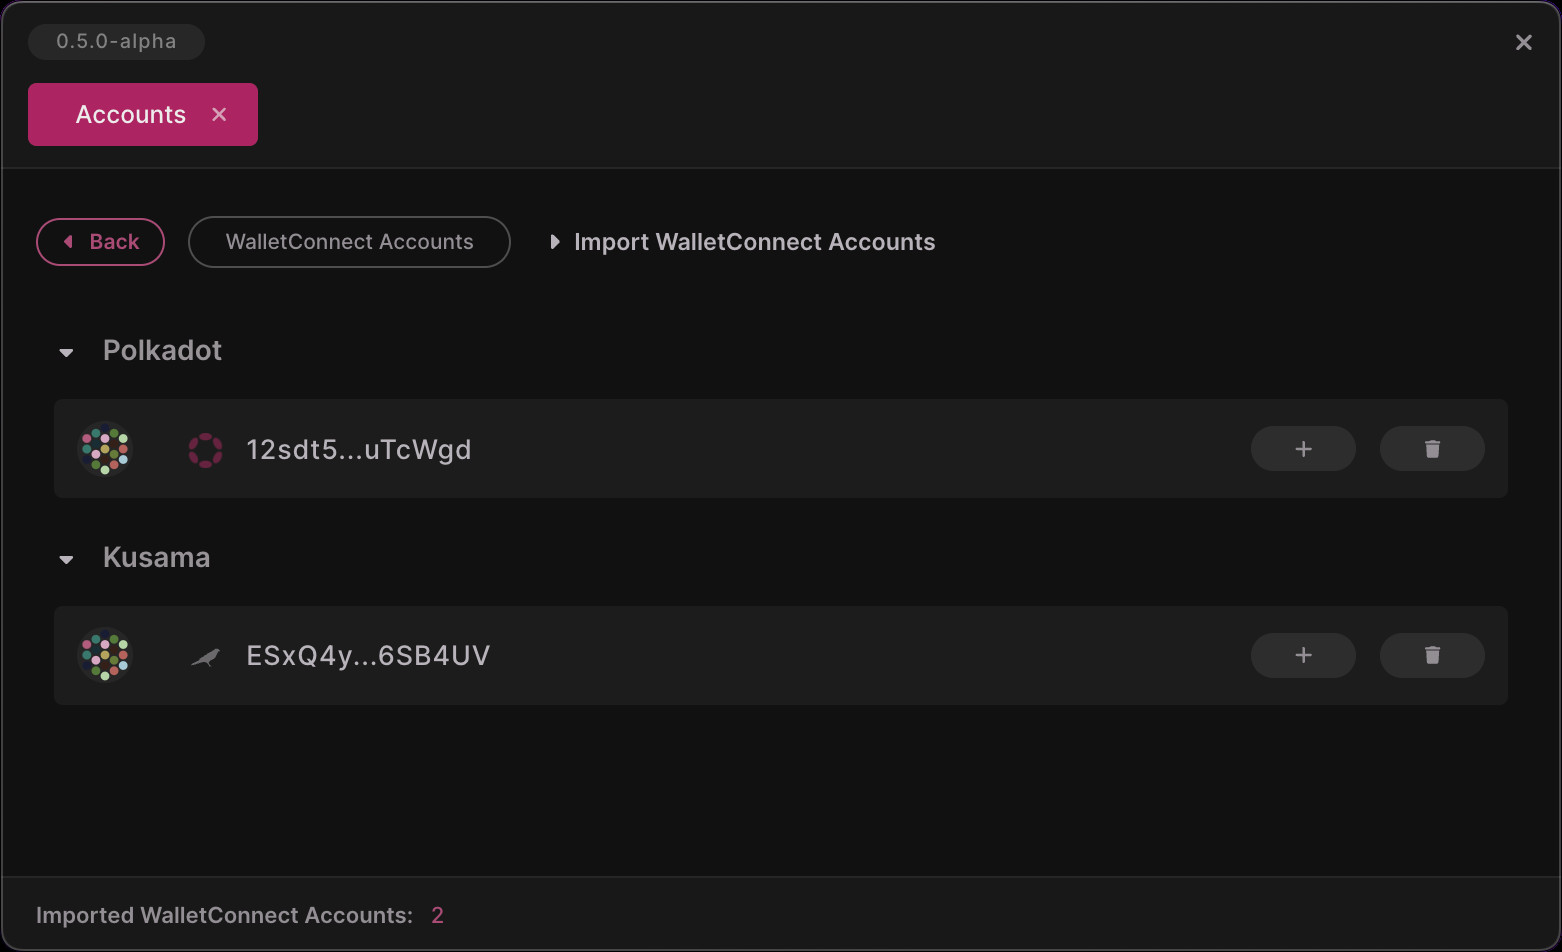 0.5.0-alpha
Accounts
Back
WalletConnect Accounts
Import WalletConnect Accounts
Polkadot
12sdt5...uTcWgd
Kusama
ESxQ4y...6SB4UV
Imported WalletConnect Accounts: 2